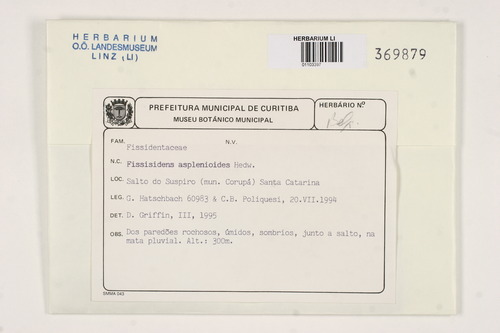 HERBARIUM
O.Ö. LANDESMUSEUM
LINZ (LI)
HERBARIUM LI
369879
PREFEITURA MUNICIPAL DE CURITIBA
MUSEU BOTÂNICO MUNICIPAL
HERBÁRIO Nº
FAM. Fissidentaceae N.V.
N.C. Fissisidens asplenioides Hedw.
LOC. Salto do Suspiro (mun. Corupá) Santa Catarina
LEG. G. Hatschbach 60983 & C.B. Poliquesi, 20.VII.1994
DET. D. Griffin, III, 1995
OBS. Dos paredões rochosos, úmidos, sombrios, junto a salto, na
mata pluvial. Alt.: 300m.
SMMA 043